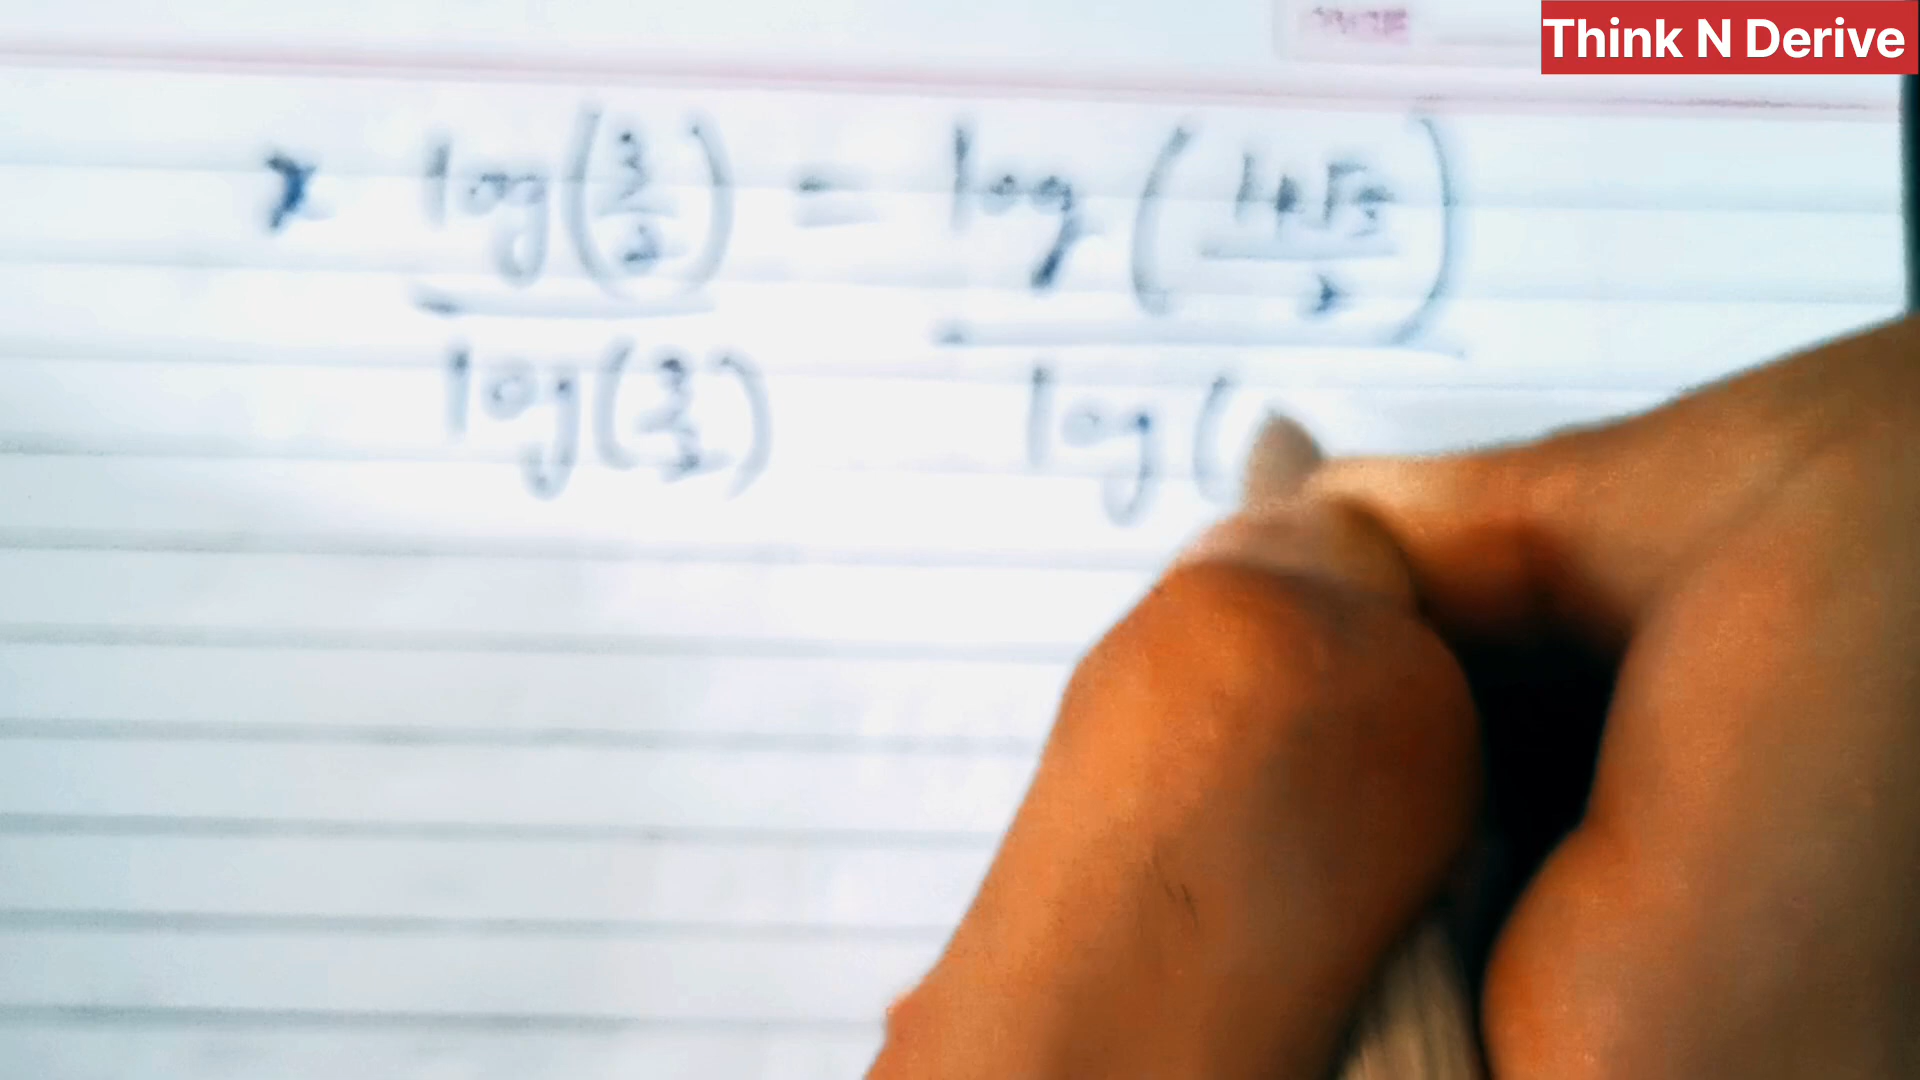 Think N Derive
x log(3/2) = log(1+√5/2)
log(3/2) log(